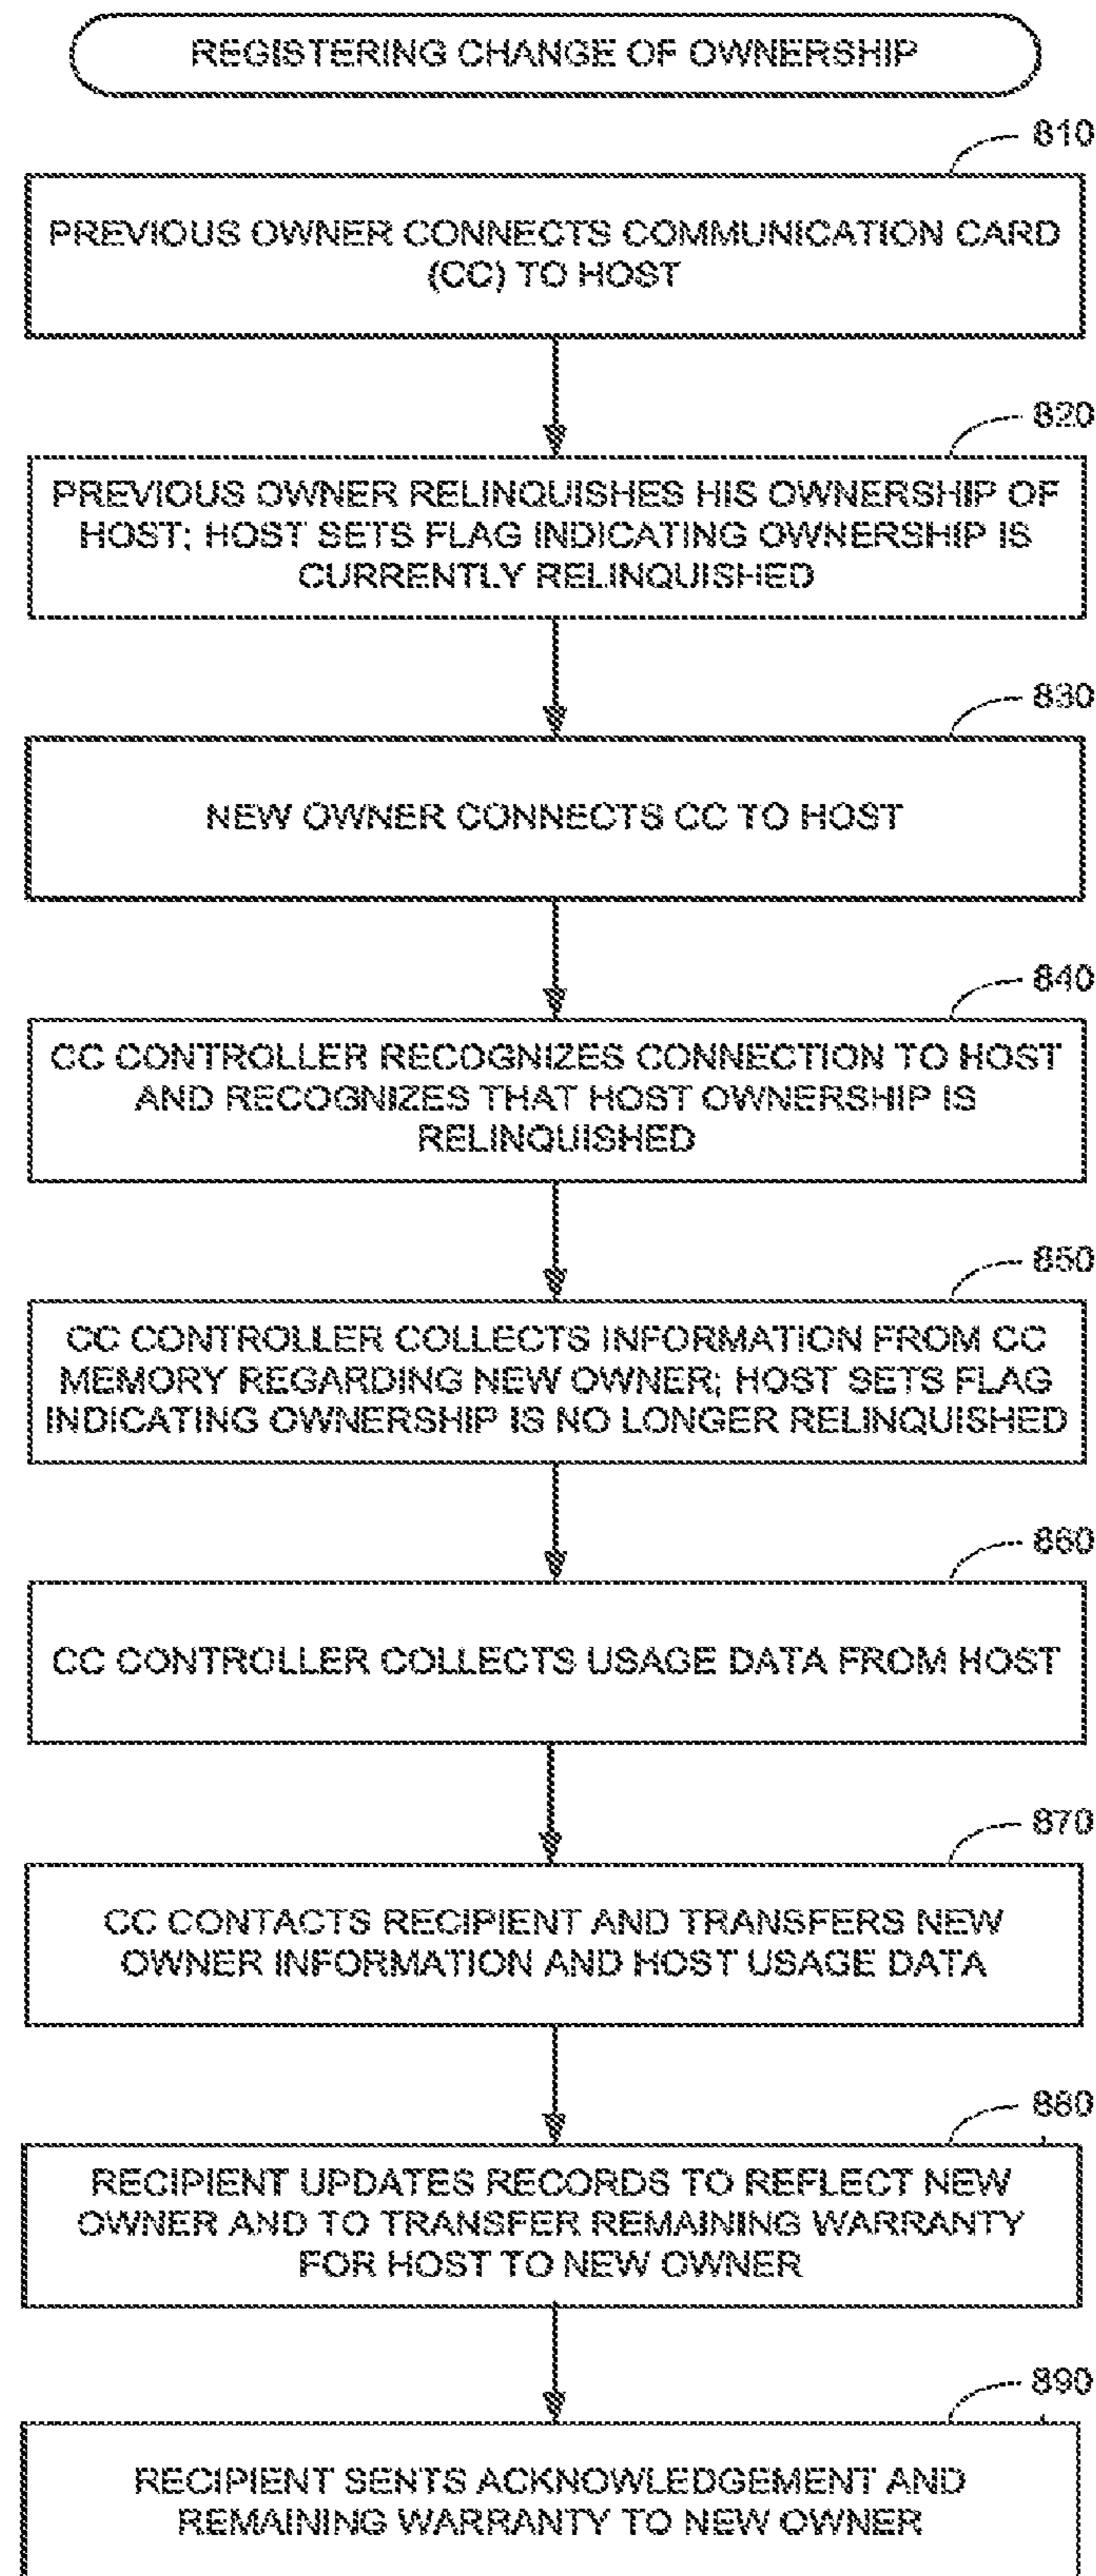 REGISTERING CHANGE OF OWNERSHIP
810
PREVIOUS OWNER CONNECTS COMMUNICATION CARD
(CC) TO HOST
820
PREVIOUS OWNER RELINQUISHES HIS OWNERSHIP OF
HOST; HOST SETS FLAG INDICATING OWNERSHIP IS
CURRENTLY RELINQUISHED
830
NEW OWNER CONNECTS CC TO HOST
840
CC CONTROLLER RECOGNIZES CONNECTION TO HOST
AND RECOGNIZES THAT HOST OWNERSHIP IS
RELINQUISHED
850
CC CONTROLLER COLLECTS INFORMATION FROM CC
MEMORY REGARDING NEW OWNER; HOST SETS FLAG
INDICATING OWNERSHIP IS NO LONGER RELINQUISHED
860
CC CONTROLLER COLLECTS USAGE DATA FROM HOST
870
CC CONTACTS RECIPIENT AND TRANSFERS NEW
OWNER INFORMATION AND HOST USAGE DATA
880
RECIPIENT UPDATES RECORDS TO REFLECT NEW
OWNER AND TO TRANSFER REMAINING WARRANTY
FOR HOST TO NEW OWNER
890
RECIPIENT SENTS ACKNOWLEDGEMENT AND
REMAINING WARRANTY TO NEW OWNER